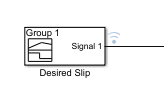 Group 1
Signal 1
Desired Slip